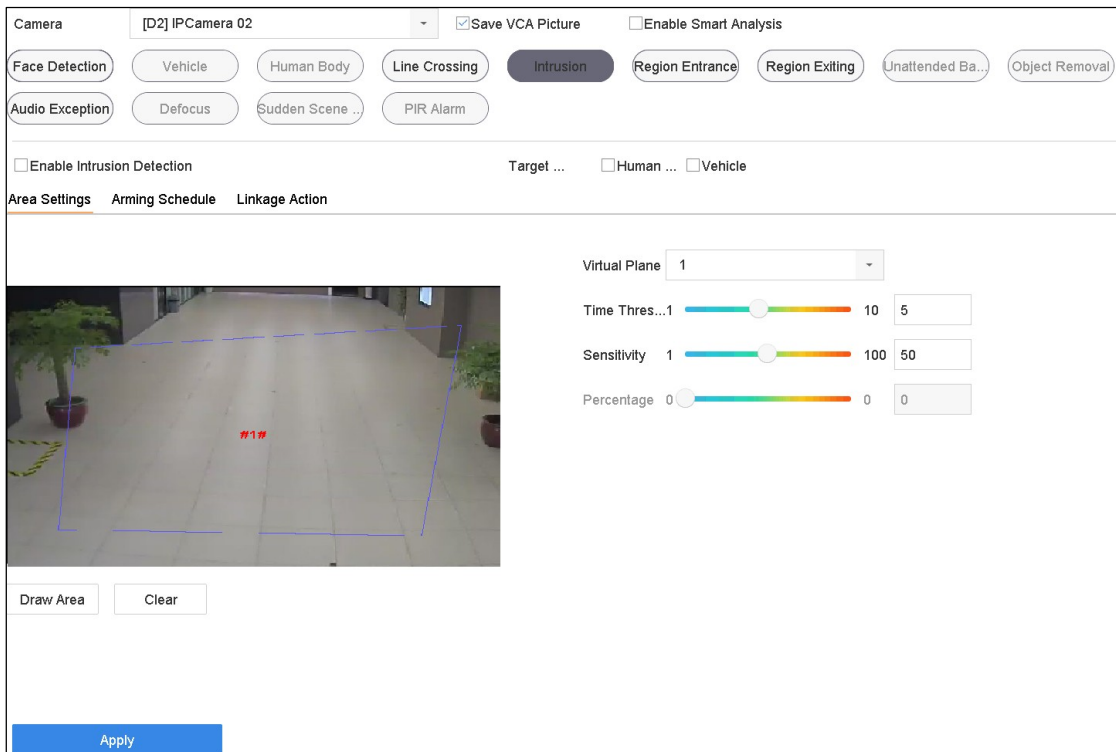 Camera [D2] IPCamera 02 Save VCA Picture Enable Smart Analysis
Face Detection Vehicle Human Body Line Crossing Intrusion Region Entrance Region Exiting Unattended Ba... Object Removal
Audio Exception Defocus Sudden Scene ... PIR Alarm
Enable Intrusion Detection Target ... Human ... Vehicle
Area Settings Arming Schedule Linkage Action
Virtual Plane 1
Time Thres...1 10 5
Sensitivity 1 100 50
Percentage 0 0 0
#1#
Draw Area Clear
Apply